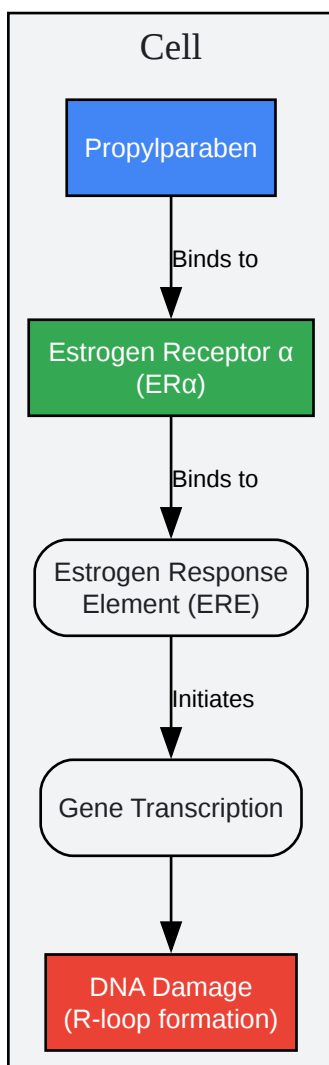 Cell
Propylparaben
Binds to
Estrogen Receptor α
(ERα)
Binds to
Estrogen Response
Element (ERE)
Initiates
Gene Transcription
DNA Damage
(R-loop formation)